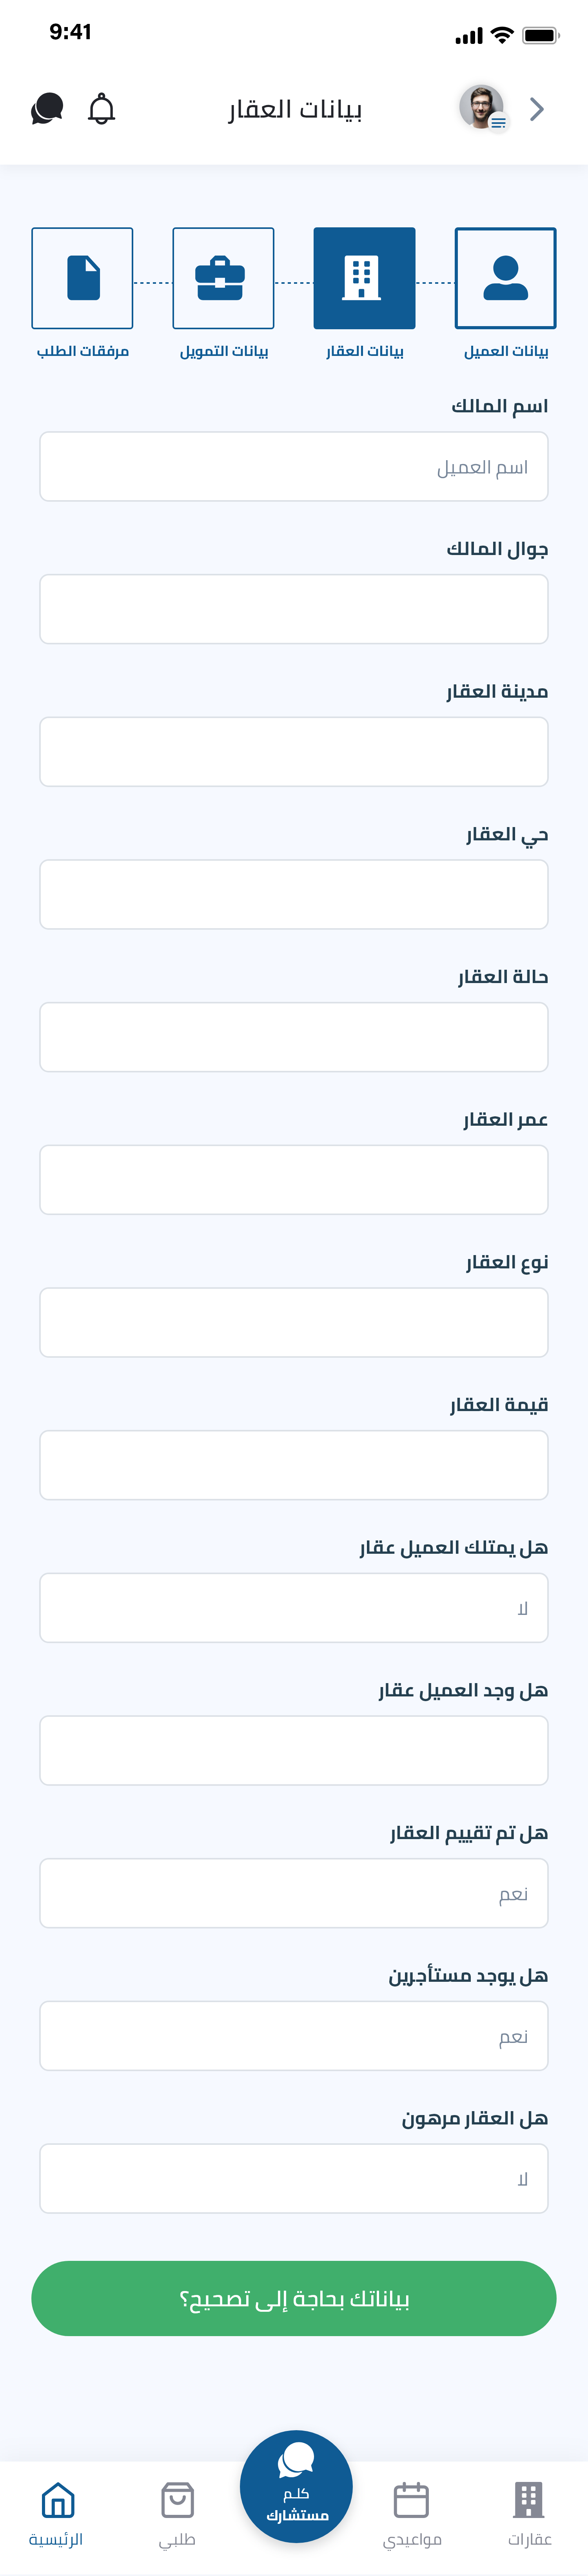 9:41
بيانات العقار
بيانات العميل
بيانات العقار
بيانات التمويل
مرفقات الطلب
اسم المالك
اسم العميل
جوال المالك
مدينة العقار
حي العقار
حالة العقار
عمر العقار
نوع العقار
قيمة العقار
هل يمتلك العميل عقار
لا
هل وجد العميل عقار
هل تم تقييم العقار
نعم
هل يوجد مستأجرين
نعم
هل العقار مرهون
لا
بياناتك بحاجة إلى تصحيح؟
عقارات
مواعيدي
كلـم
مستشارك
طلبي
الرئيسية